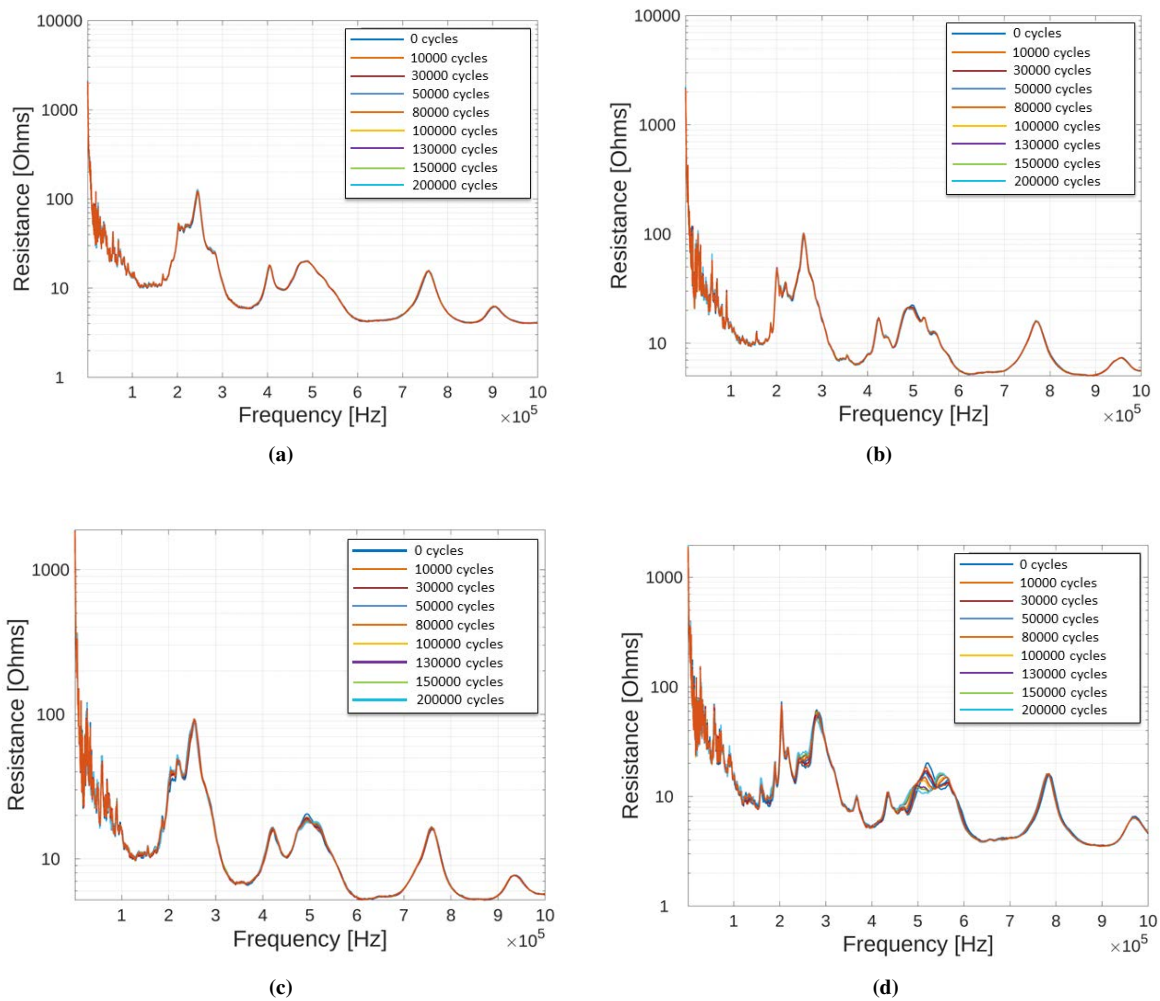 10000
1000
100
10
1
Resistance [Ohms]
0 cycles
10000 cycles
30000 cycles
50000 cycles
80000 cycles
100000 cycles
130000 cycles
150000 cycles
200000 cycles
1 2 3 4 5 6 7 8 9 10
Frequency [Hz]
×10^5
(a)
10000
1000
100
10
Resistance [Ohms]
0 cycles
10000 cycles
30000 cycles
50000 cycles
80000 cycles
100000 cycles
130000 cycles
150000 cycles
200000 cycles
1 2 3 4 5 6 7 8 9 10
Frequency [Hz]
×10^5
(b)
1000
100
10
Resistance [Ohms]
0 cycles
10000 cycles
30000 cycles
50000 cycles
80000 cycles
100000 cycles
130000 cycles
150000 cycles
200000 cycles
1 2 3 4 5 6 7 8 9 10
Frequency [Hz]
×10^5
(c)
1000
100
10
1
Resistance [Ohms]
0 cycles
10000 cycles
30000 cycles
50000 cycles
80000 cycles
100000 cycles
130000 cycles
150000 cycles
200000 cycles
1 2 3 4 5 6 7 8 9 10
Frequency [Hz]
×10^5
(d)